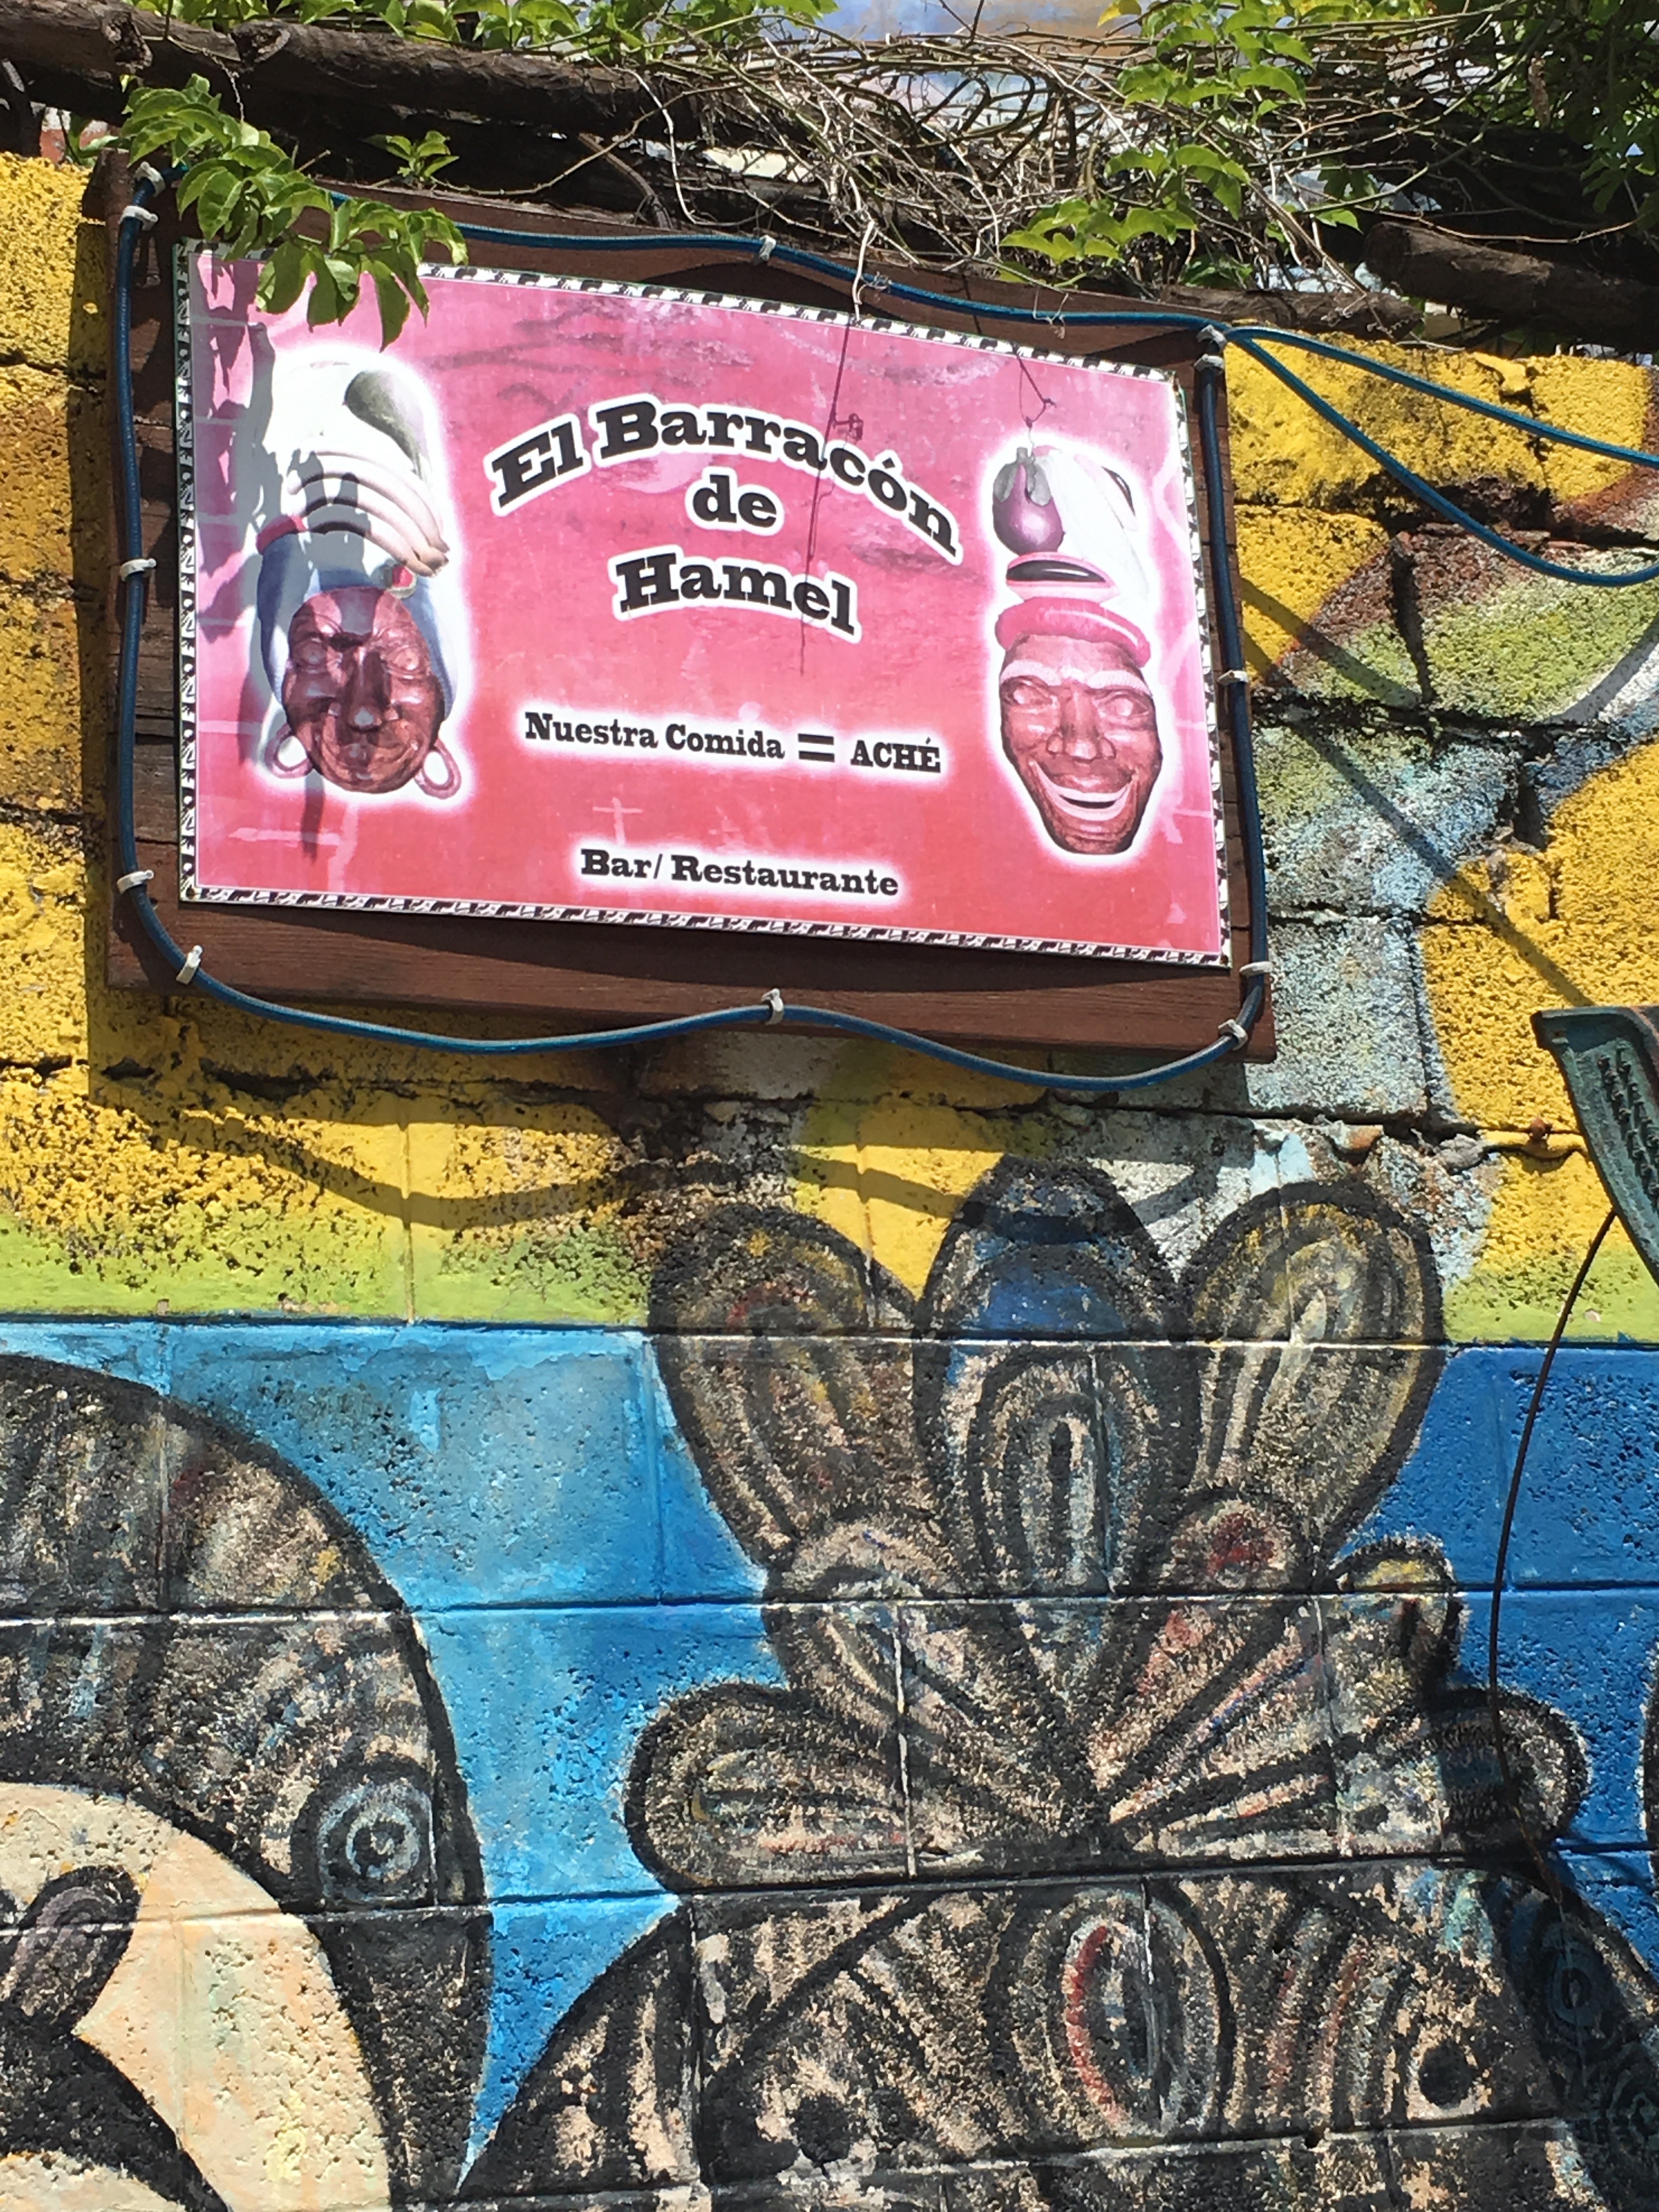 El Barracón
de
Hamel
Nuestra Comida = ACHÉ
Bar/ Restaurante